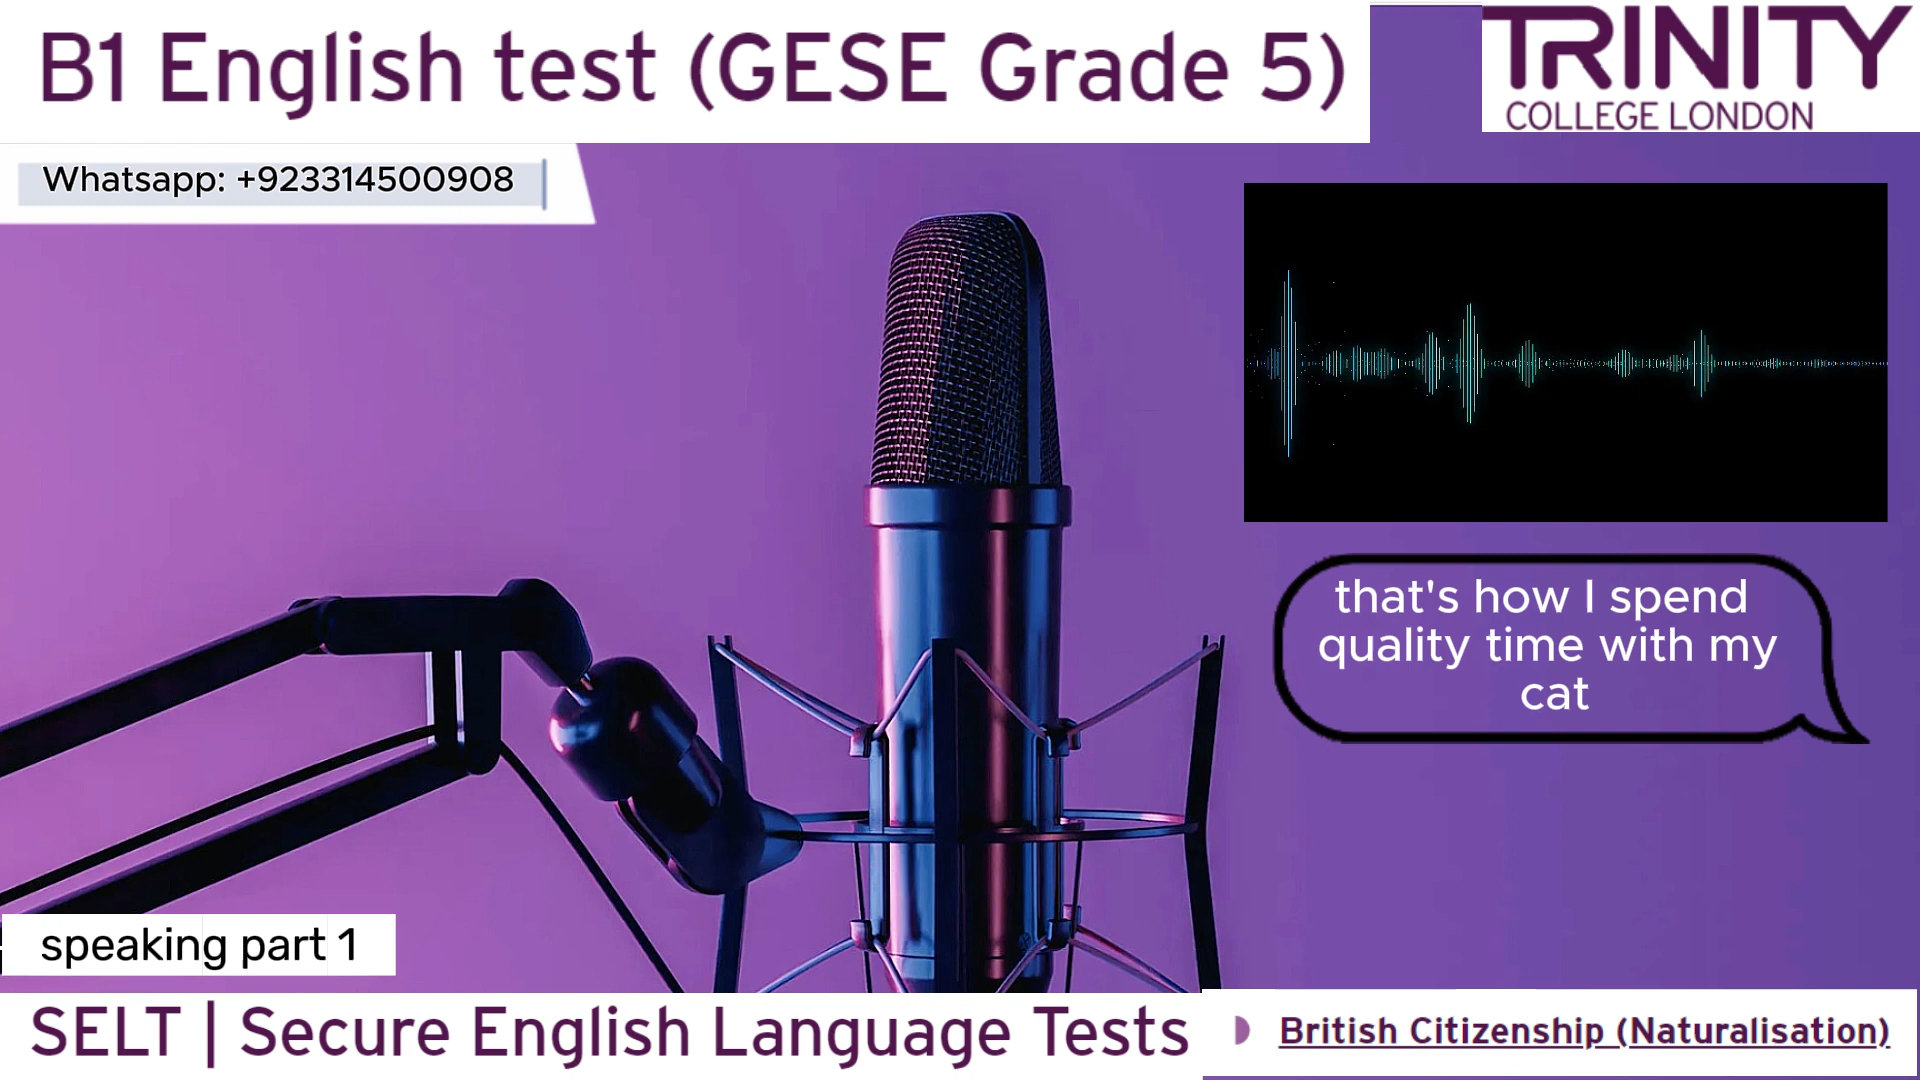 B1 English test (GESE Grade 5)
TRINITY
COLLEGE LONDON
Whatsapp: +923314500908
that's how I spend
quality time with my
cat
speaking part 1
SELT | Secure English Language Tests
British Citizenship (Naturalisation)